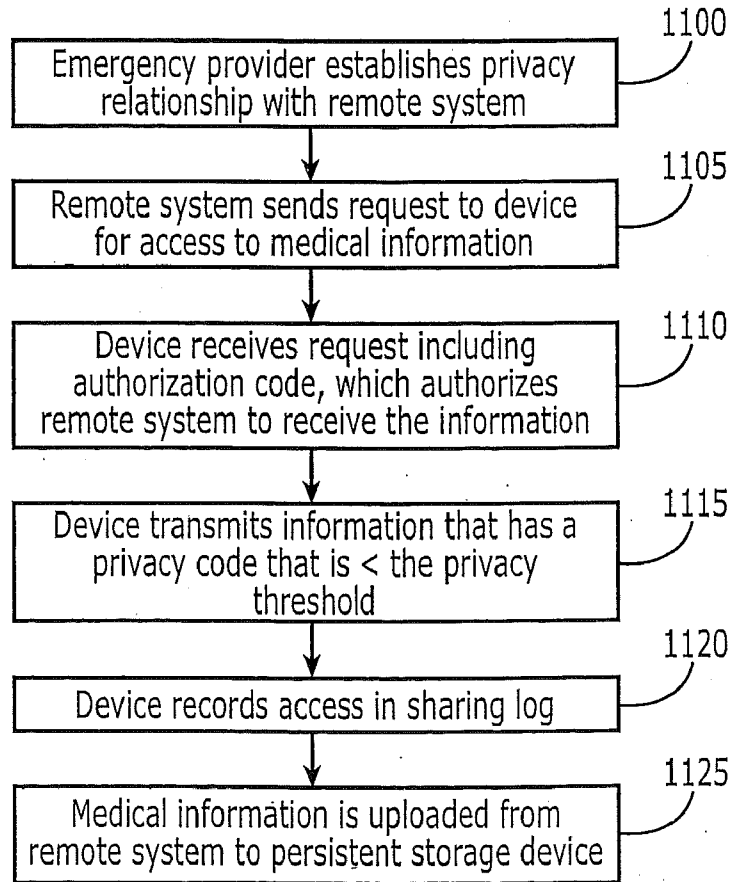 1100
Emergency provider establishes privacy
relationship with remote system
1105
Remote system sends request to device
for access to medical information
1110
Device receives request including
authorization code, which authorizes
remote system to receive the information
1115
Device transmits information that has a
privacy code that is < the privacy
threshold
1120
Device records access in sharing log
1125
Medical information is uploaded from
remote system to persistent storage device